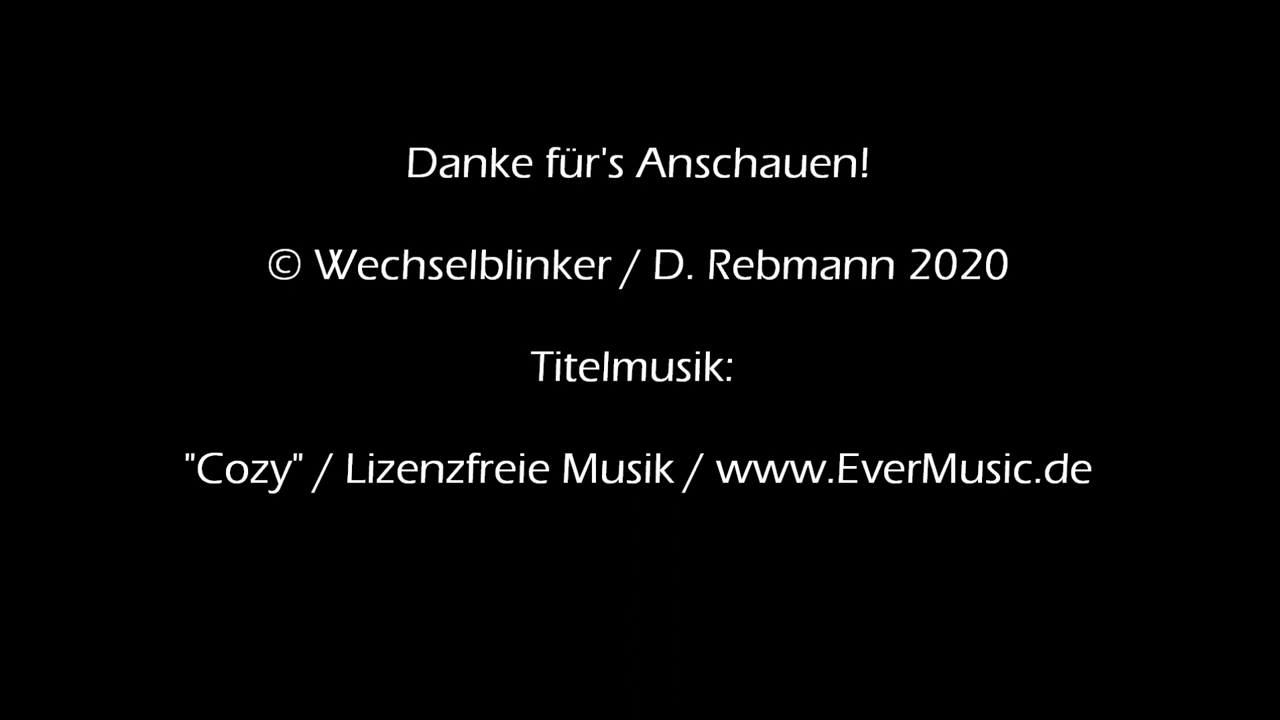 Danke für's Anschauen!
© Wechselblinker / D. Rebmann 2020
Titelmusik:
"Cozy" / Lizenzfreie Musik / www.EverMusic.de